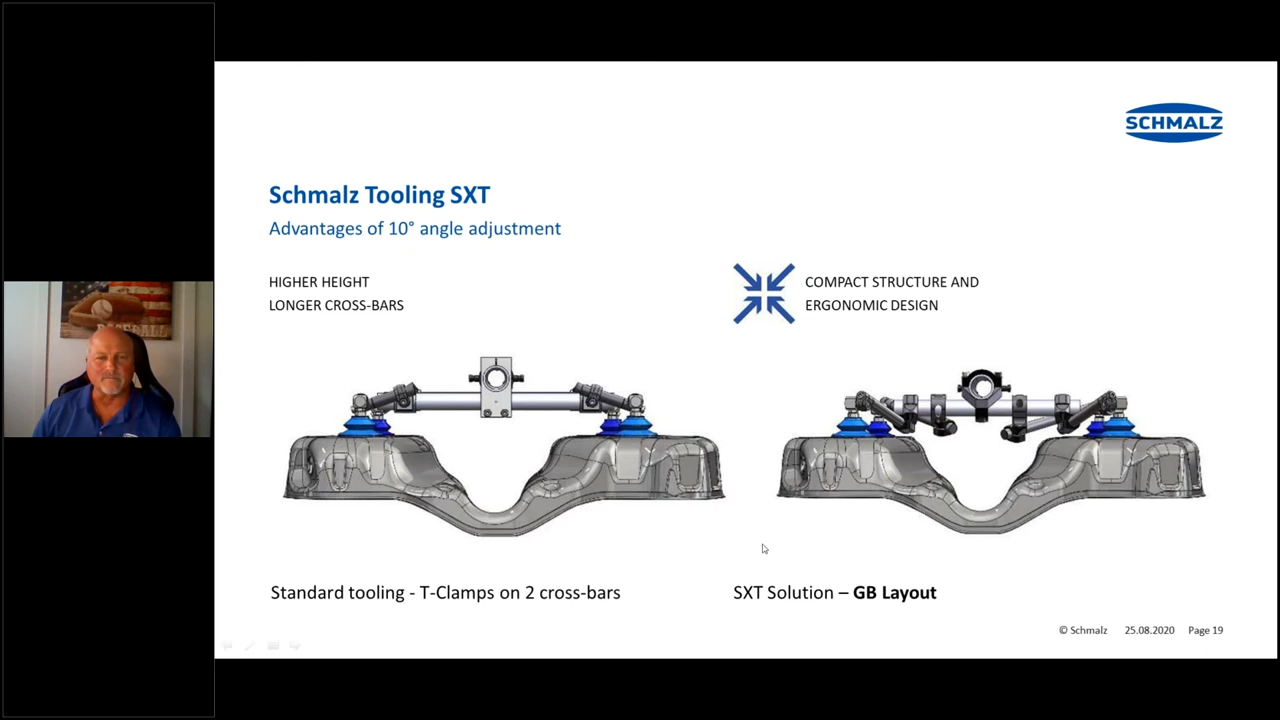 SCHMALZ
Schmalz Tooling SXT
Advantages of 10° angle adjustment
HIGHER HEIGHT
LONGER CROSS-BARS
COMPACT STRUCTURE AND
ERGONOMIC DESIGN
BASEBALL
Standard tooling - T-Clamps on 2 cross-bars
SXT Solution – GB Layout
© Schmalz 25.08.2020 Page 19